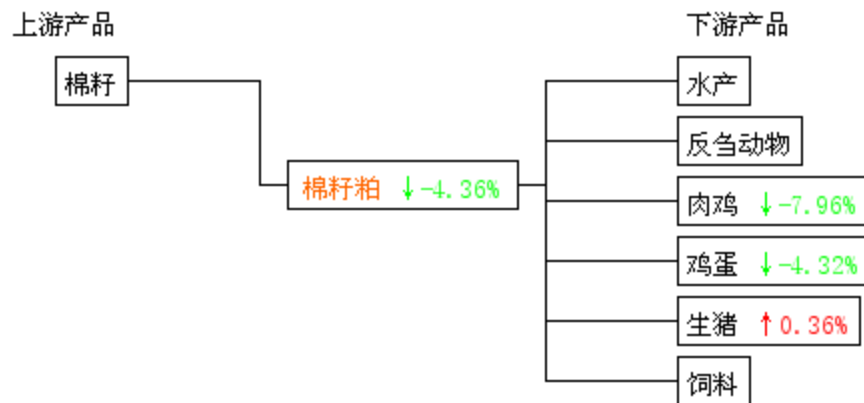 上游产品
下游产品
棉籽
水产
反刍动物
棉籽粕 ↓-4.36%
肉鸡 ↓-7.96%
鸡蛋 ↓-4.32%
生猪 ↑0.36%
饲料